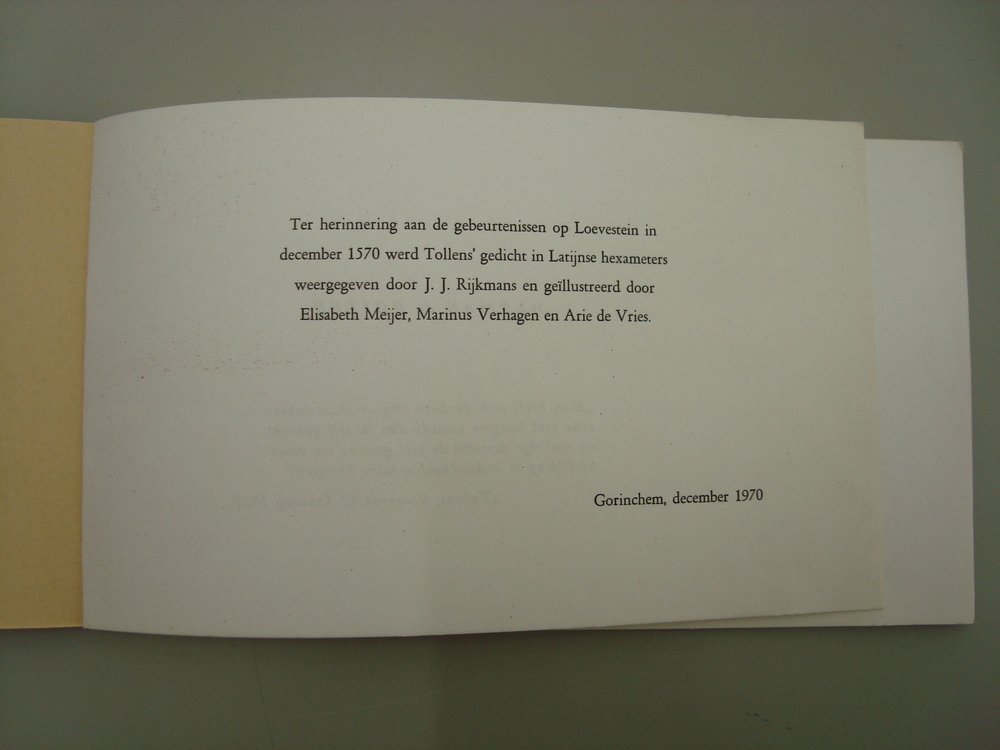 Ter herinnering aan de gebeurtenissen op Loevestein in
december 1570 werd Tollens' gedicht in Latijnse hexameters
weergegeven door J. J. Rijkmans en geïllustreerd door
Elisabeth Meijer, Marinus Verhagen en Arie de Vries.
Gorinchem, december 1970